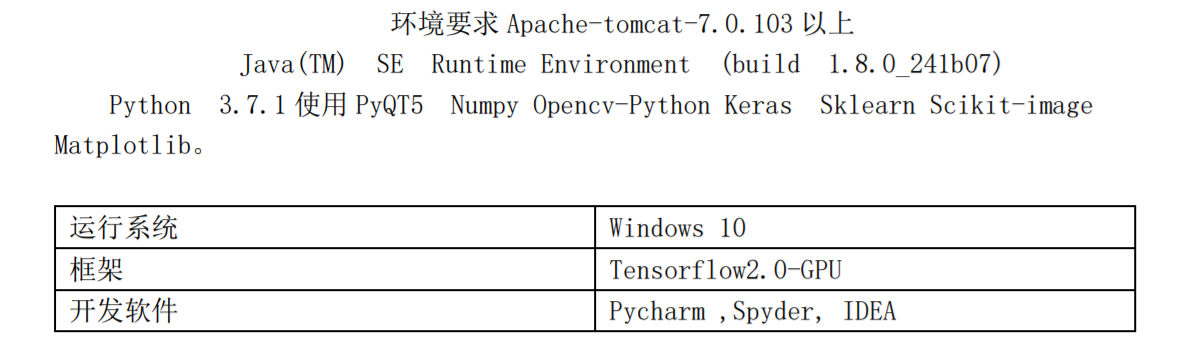 环境要求 Apache-tomcat-7.0.103 以上
Java(TM) SE Runtime Environment (build 1.8.0_241b07)
Python 3.7.1 使用 PyQT5 Numpy Opencv-Python Keras Sklearn Scikit-image
Matplotlib。
运行系统 Windows 10
框架 Tensorflow2.0-GPU
开发软件 Pycharm ,Spyder, IDEA